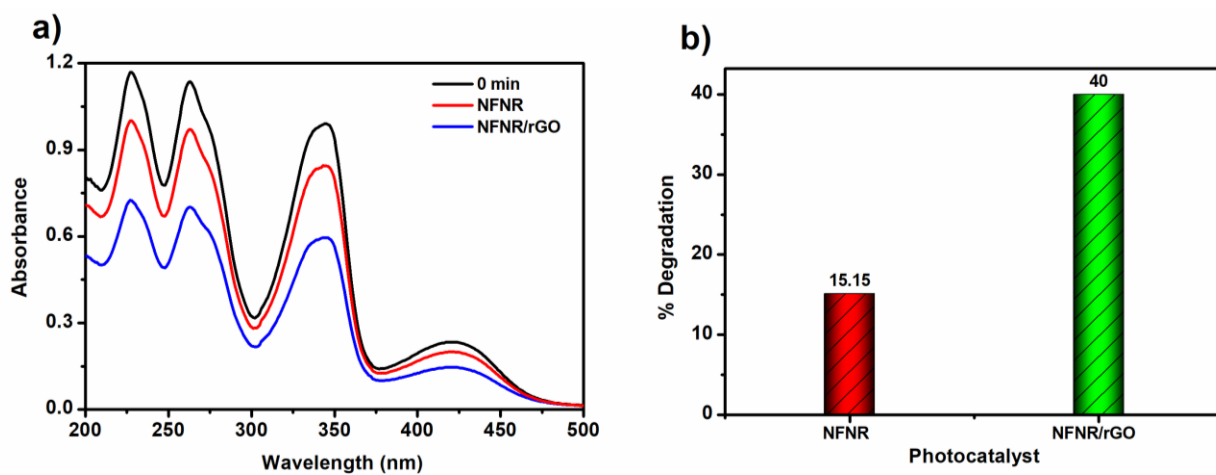 a)
1.2
0.9
0.6
0.3
0.0
Absorbance
0 min
NFNR
NFNR/rGO
200 250 300 350 400 450 500
Wavelength (nm)
b)
40
30
20
10
0
% Degradation
15.15
40
NFNR NFNR/rGO
Photocatalyst